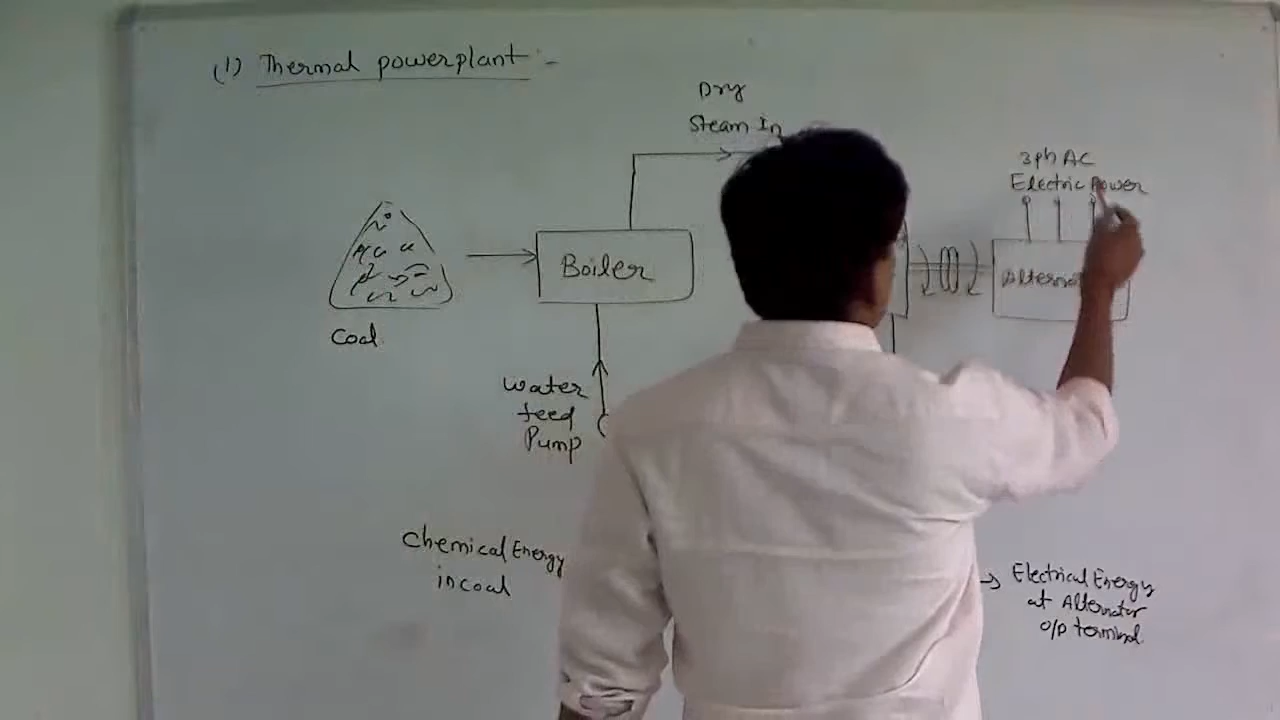 (1) Thermal powerplant :-
Dry
Steam In
3ph AC
Electric Power
Boiler
Coal
Water
feed
Pump
Chemical Energy
in coal
→ Electrical Energy
at Alternator
O/P terminal